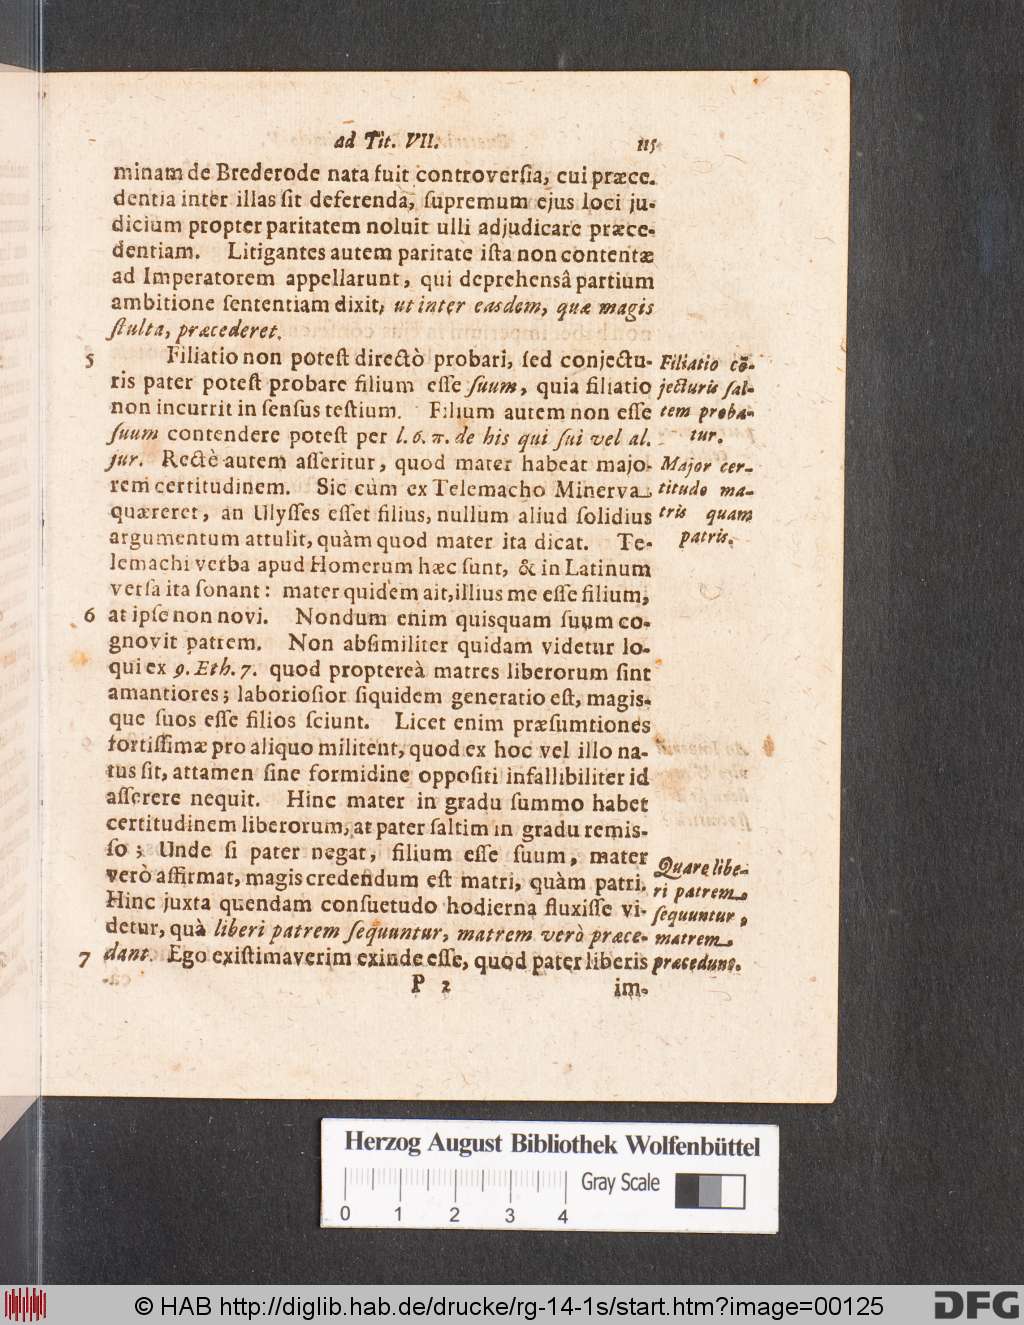 ad Tit. VII. 115
minam de Brederode nata fuit controverſia, cui præce-
dentia inter illas ſit deferenda, ſupremum ejus loci ju-
dicium propter paritatem noluit ulli adjudicare præce-
dentiam. Litigantes autem paritate iſta non contentæ
ad Imperatorem appellarunt, qui deprehensâ partium
ambitione ſententiam dixit, ut inter easdem, quæ magis
ſtulta, præcederet.
5 Filiatio non poteſt directò probari, ſed conjectu-
ris pater poteſt probare filium eſſe ſuum, quia filiatio
non incurrit in ſenſus teſtium. Filium autem non eſſe
ſuum contendere poteſt per l. 6. π. de his qui ſui vel al.
jur. Rectè autem aſſeritur, quod mater habeat majo-
rem certitudinem. Sic cùm ex Telemacho Minerva
quæreret, an Ulyſſes eſſet filius, nullum aliud ſolidius
argumentum attulit, quàm quod mater ita dicat. Te-
lemachi verba apud Homerum hæc ſunt, & in Latinum
verſa ita ſonant: mater quidem ait, illius me eſſe filium,
6 at ipſe non novi. Nondum enim quisquam ſuum co-
gnovit patrem. Non abſimiliter quidam videtur lo-
qui ex 9. Eth. 7. quod proptereà matres liberorum ſint
amantiores; laborioſior ſiquidem generatio eſt, magis-
que ſuos eſſe filios ſciunt. Licet enim præſumtiones
fortiſſimæ pro aliquo militent, quod ex hoc vel illo na-
tus ſit, attamen ſine formidine oppoſiti infallibiliter id
aſſerere nequit. Hinc mater in gradu ſummo habet
certitudinem liberorum, at pater ſaltim in gradu remis-
ſo; Unde ſi pater negat, filium eſſe ſuum, mater
verò affirmat, magis credendum eſt matri, quàm patri.
Hinc juxta quendam conſuetudo hodierna fluxiſſe vi-
detur, quà liberi patrem ſequuntur, matrem verò præce-
7 dant. Ego exiſtimaverim exinde eſſe, quod pater liberis
P 2 im-
Filiatio cō-
jecturis ſal-
tem proba-
tur.
Major cer-
titudo ma-
tris quam
patris.
Quare libe-
ri patrem
ſequuntur,
matrem
præcedunt.
Herzog August Bibliothek Wolfenbüttel
Gray Scale
0 1 2 3 4
© HAB http://diglib.hab.de/drucke/rg-14-1s/start.htm?image=00125
DFG